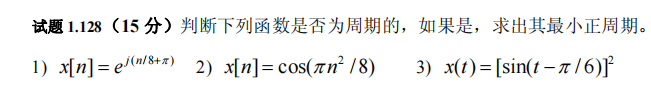 试题 1.128（15 分）判断下列函数是否为周期的，如果是，求出其最小正周期。
1) x[n] = e^{j(n/8+π)} 2) x[n] = cos(πn² / 8) 3) x(t) = [sin(t − π / 6)]²